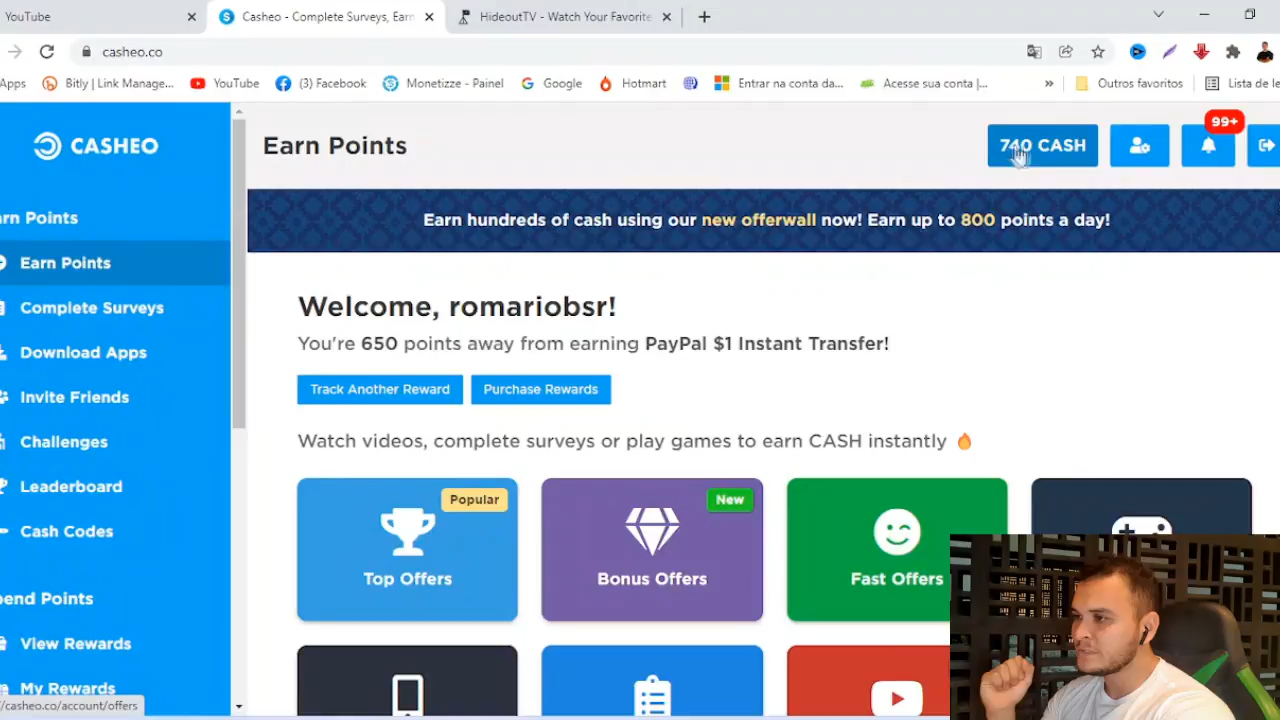 YouTube
Casheo - Complete Surveys, Earn
HideoutTV - Watch Your Favorite
casheo.co
Apps
Bitly | Link Manage...
YouTube
(3) Facebook
Monetizze - Painel
Google
Hotmart
Entrar na conta da...
Acesse sua conta |...
»
Outros favoritos
Lista de le
CASHEO
Earn Points
740 CASH
99+
rn Points
Earn hundreds of cash using our new offerwall now! Earn up to 800 points a day!
Earn Points
Complete Surveys
Download Apps
Invite Friends
Challenges
Leaderboard
Cash Codes
end Points
View Rewards
My Rewards
/casheo.co/account/offers
Welcome, romariobsr!
You're 650 points away from earning PayPal $1 Instant Transfer!
Track Another Reward
Purchase Rewards
Watch videos, complete surveys or play games to earn CASH instantly 🔥
Popular
Top Offers
New
Bonus Offers
Fast Offers